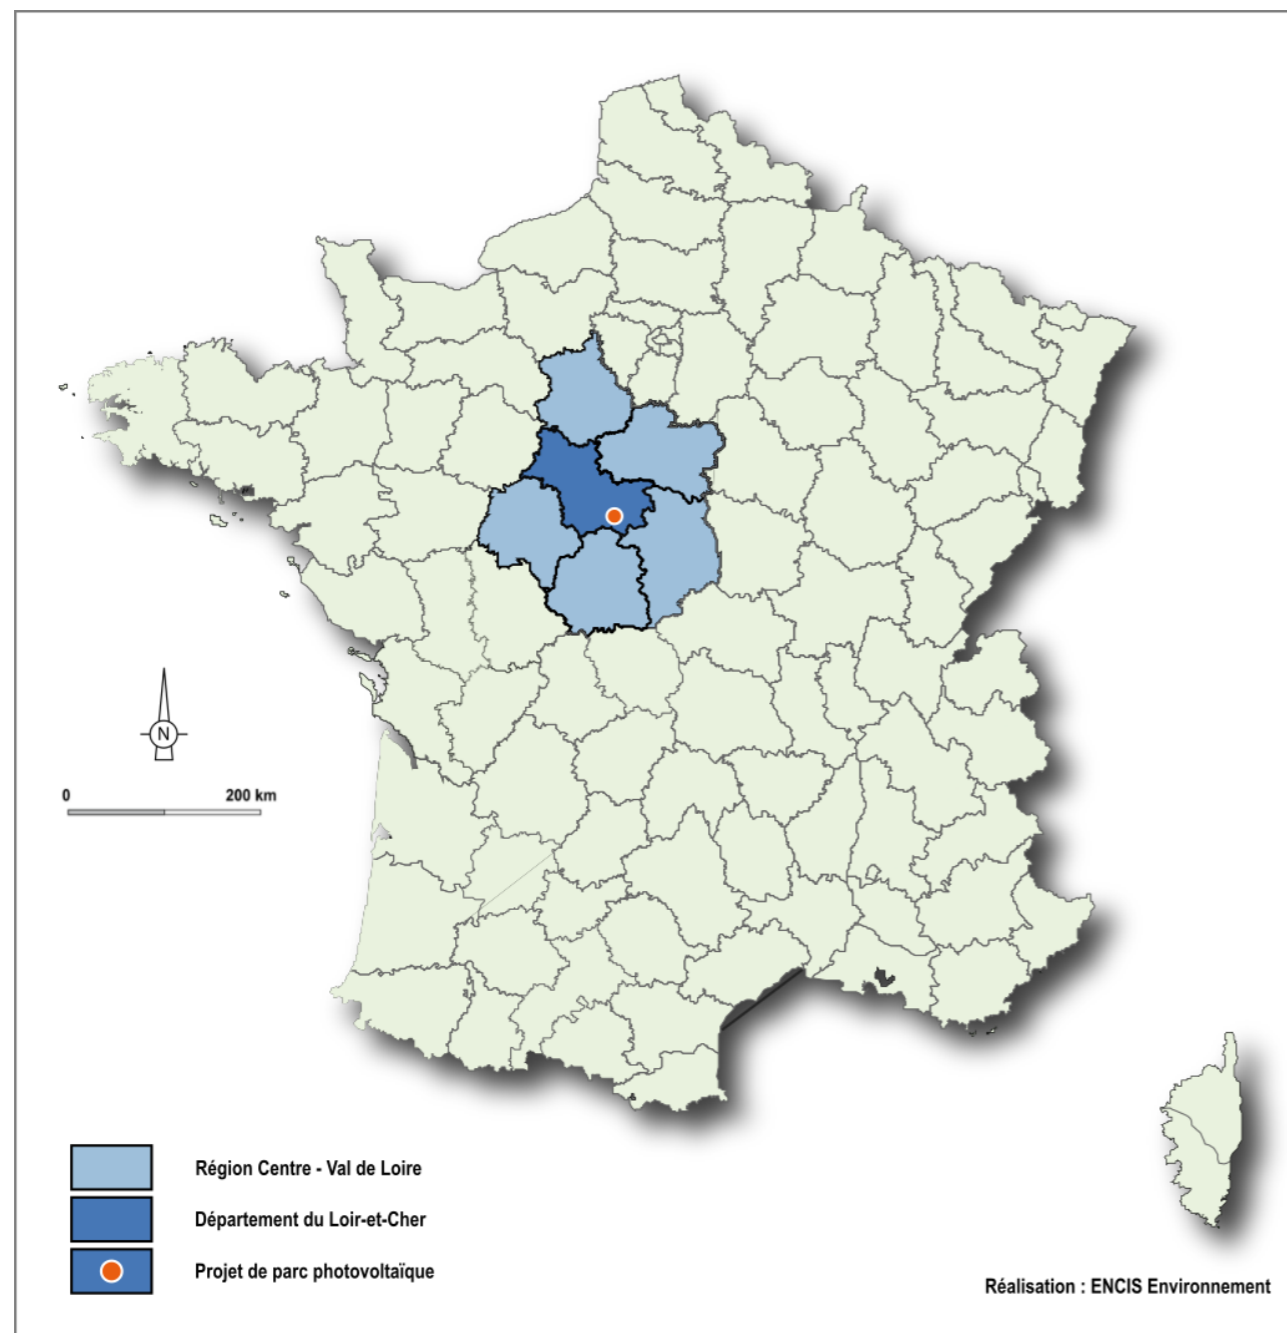 N
0 200 km
Région Centre - Val de Loire
Département du Loir-et-Cher
Projet de parc photovoltaïque
Réalisation : ENCIS Environnement